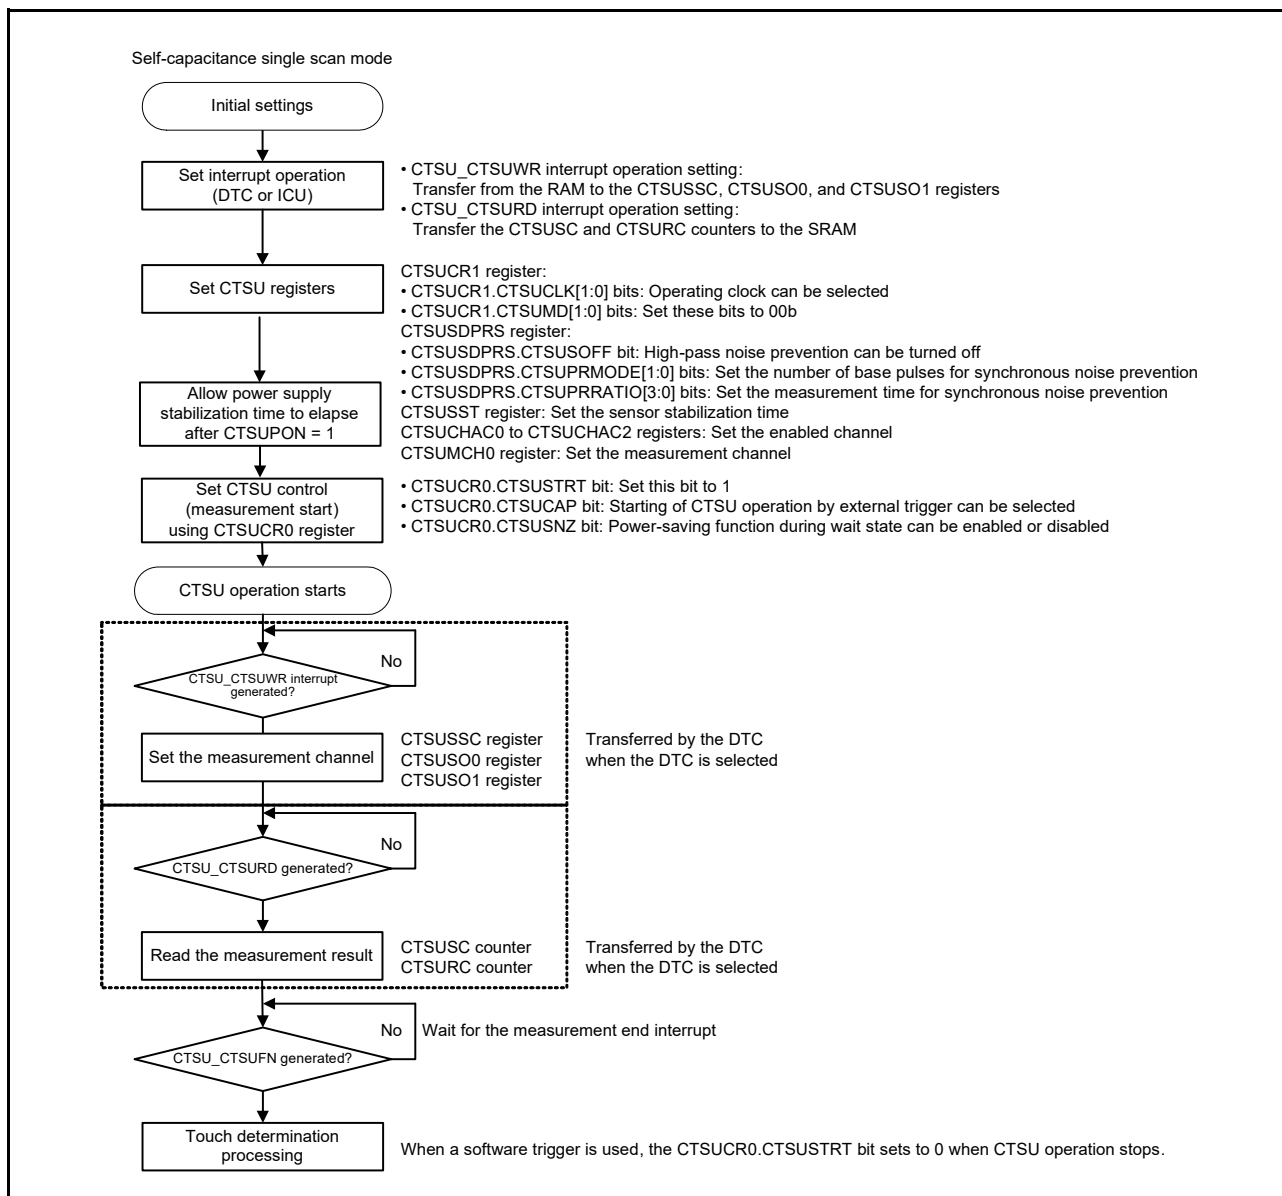 Self-capacitance single scan mode
Initial settings
Set interrupt operation
(DTC or ICU)
• CTSU_CTSUWR interrupt operation setting:
Transfer from the RAM to the CTSUSSC, CTSUSO0, and CTSUSO1 registers
• CTSU_CTSURD interrupt operation setting:
Transfer the CTSUSC and CTSURC counters to the SRAM
Set CTSU registers
CTSUCR1 register:
• CTSUCR1.CTSUCLK[1:0] bits: Operating clock can be selected
• CTSUCR1.CTSUMD[1:0] bits: Set these bits to 00b
CTSUSDPRS register:
• CTSUSDPRS.CTSUSOFF bit: High-pass noise prevention can be turned off
• CTSUSDPRS.CTSUPRMODE[1:0] bits: Set the number of base pulses for synchronous noise prevention
• CTSUSDPRS.CTSUPRRATIO[3:0] bits: Set the measurement time for synchronous noise prevention
CTSUSST register: Set the sensor stabilization time
CTSUCHAC0 to CTSUCHAC2 registers: Set the enabled channel
CTSUMCH0 register: Set the measurement channel
Allow power supply
stabilization time to elapse
after CTSUPON = 1
Set CTSU control
(measurement start)
using CTSUCR0 register
• CTSUCR0.CTSUSTRT bit: Set this bit to 1
• CTSUCR0.CTSUCAP bit: Starting of CTSU operation by external trigger can be selected
• CTSUCR0.CTSUSNZ bit: Power-saving function during wait state can be enabled or disabled
CTSU operation starts
No
CTSU_CTSUWR interrupt
generated?
Set the measurement channel
CTSUSSC register
CTSUSO0 register
CTSUSO1 register
Transferred by the DTC
when the DTC is selected
No
CTSU_CTSURD generated?
Read the measurement result
CTSUSC counter
CTSURC counter
Transferred by the DTC
when the DTC is selected
No
Wait for the measurement end interrupt
CTSU_CTSUFN generated?
Touch determination
processing
When a software trigger is used, the CTSUCR0.CTSUSTRT bit sets to 0 when CTSU operation stops.